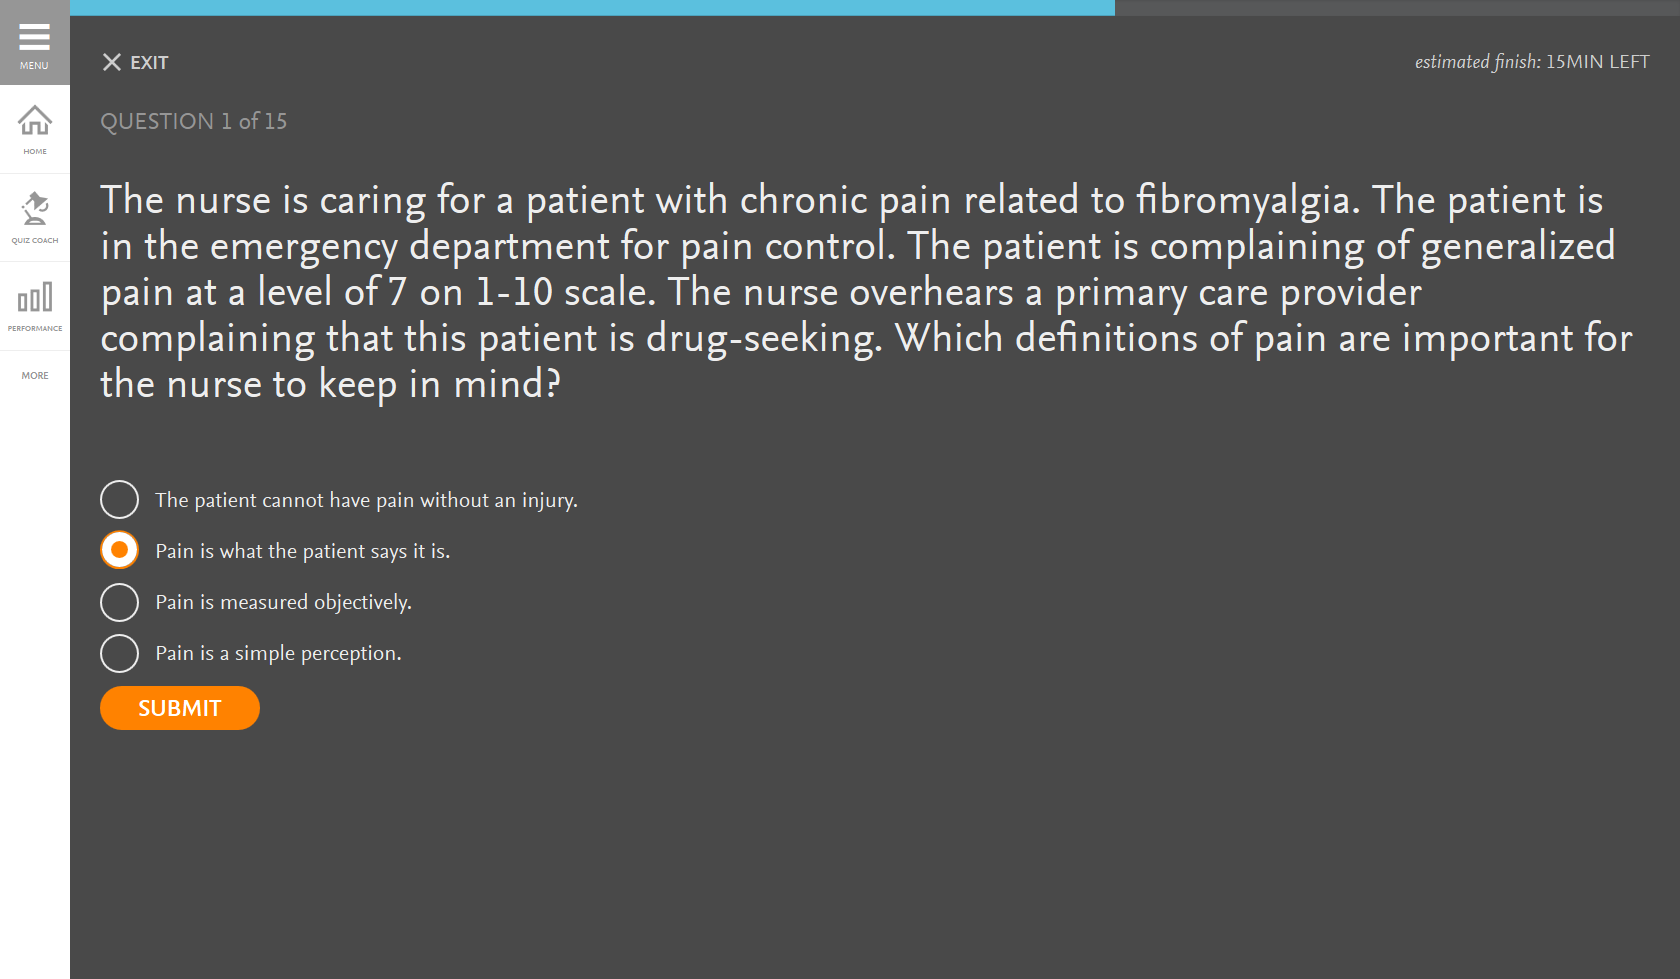 MENU
HOME
QUIZ COACH
PERFORMANCE
MORE
EXIT
estimated finish: 15MIN LEFT
QUESTION 1 of 15
The nurse is caring for a patient with chronic pain related to fibromyalgia. The patient is
in the emergency department for pain control. The patient is complaining of generalized
pain at a level of 7 on 1-10 scale. The nurse overhears a primary care provider
complaining that this patient is drug-seeking. Which definitions of pain are important for
the nurse to keep in mind?
The patient cannot have pain without an injury.
Pain is what the patient says it is.
Pain is measured objectively.
Pain is a simple perception.
SUBMIT